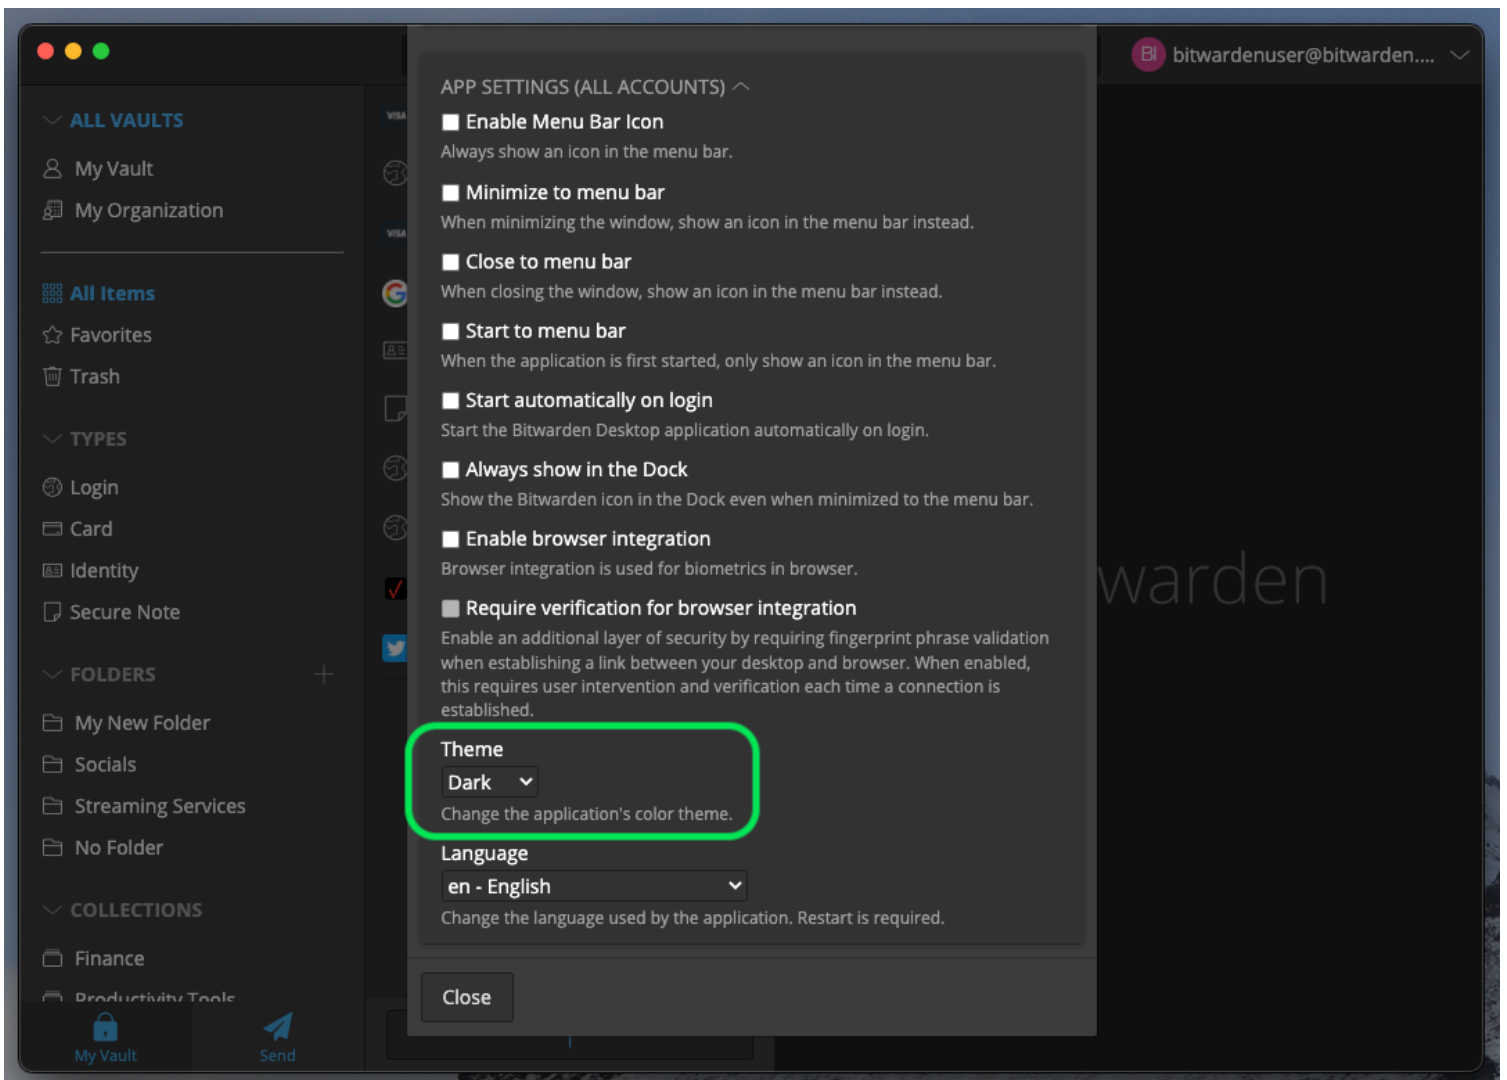 BI bitwardenuser@bitwarden....
ALL VAULTS
My Vault
My Organization
All Items
Favorites
Trash
TYPES
Login
Card
Identity
Secure Note
FOLDERS
My New Folder
Socials
Streaming Services
No Folder
COLLECTIONS
Finance
Productivity Tools
My Vault
Send
VISA
VISA
APP SETTINGS (ALL ACCOUNTS)
Enable Menu Bar Icon
Always show an icon in the menu bar.
Minimize to menu bar
When minimizing the window, show an icon in the menu bar instead.
Close to menu bar
When closing the window, show an icon in the menu bar instead.
Start to menu bar
When the application is first started, only show an icon in the menu bar.
Start automatically on login
Start the Bitwarden Desktop application automatically on login.
Always show in the Dock
Show the Bitwarden icon in the Dock even when minimized to the menu bar.
Enable browser integration
Browser integration is used for biometrics in browser.
Require verification for browser integration
Enable an additional layer of security by requiring fingerprint phrase validation
when establishing a link between your desktop and browser. When enabled,
this requires user intervention and verification each time a connection is
established.
Theme
Dark
Change the application's color theme.
Language
en - English
Change the language used by the application. Restart is required.
Close
warden